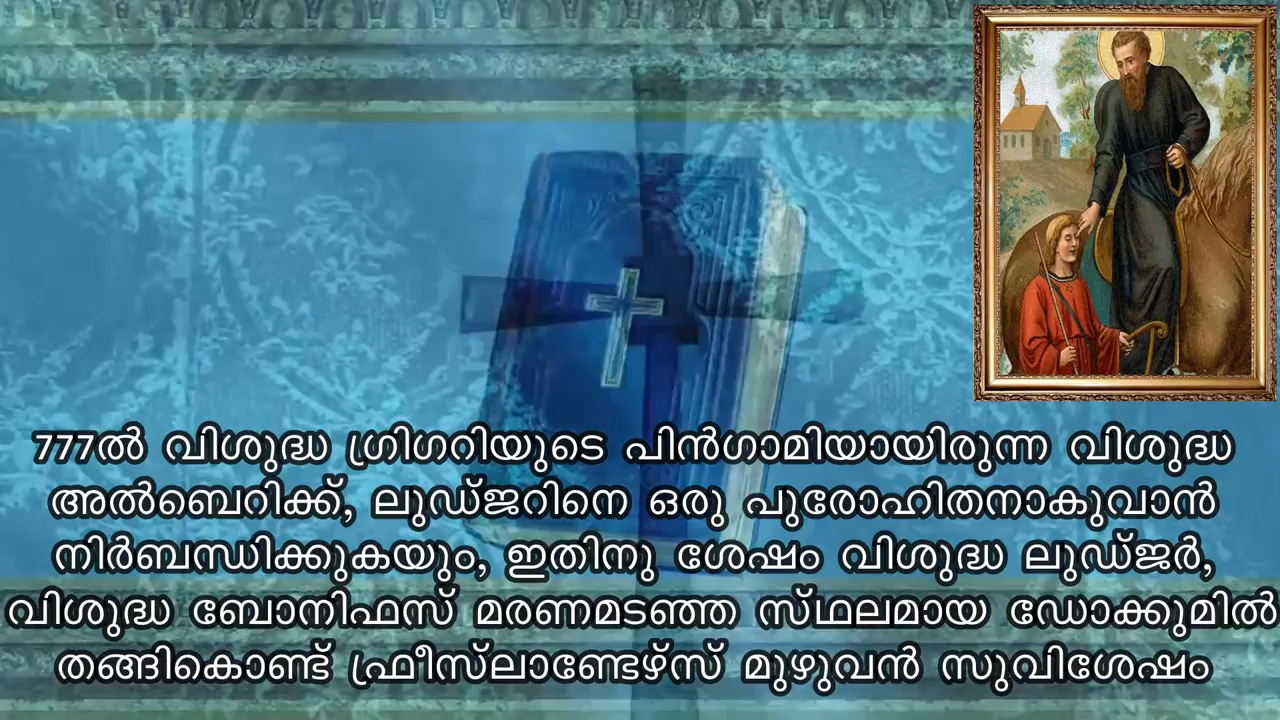 777ൽ വിശുദ്ധ ഗ്രിഗറിയുടെ പിൻഗാമിയായിരുന്ന വിശുദ്ധ
അൽബെറിക്ക്, ലുഡ്ജറിനെ ഒരു പുരോഹിതനാകുവാൻ
നിർബന്ധിക്കുകയും, ഇതിനു ശേഷം വിശുദ്ധ ലുഡ്ജർ,
വിശുദ്ധ ബോനിഫസ് മരണമടഞ്ഞ സ്ഥലമായ ഡോക്കുമിൽ
തങ്ങികൊണ്ട് ഫ്രീസ്ലാണ്ടേഴ്സ് മുഴുവൻ സുവിശേഷം